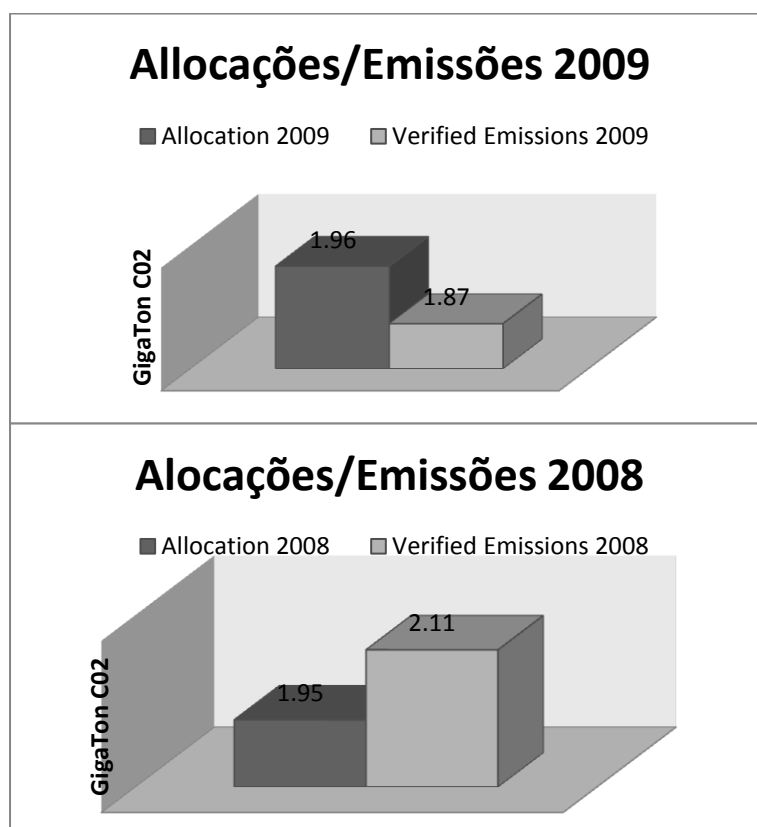 Allocações/Emissões 2009
Allocation 2009 Verified Emissions 2009
GigaTon C02
1.96
1.87
Alocações/Emissões 2008
Allocation 2008 Verified Emissions 2008
GigaTon C02
1.95
2.11